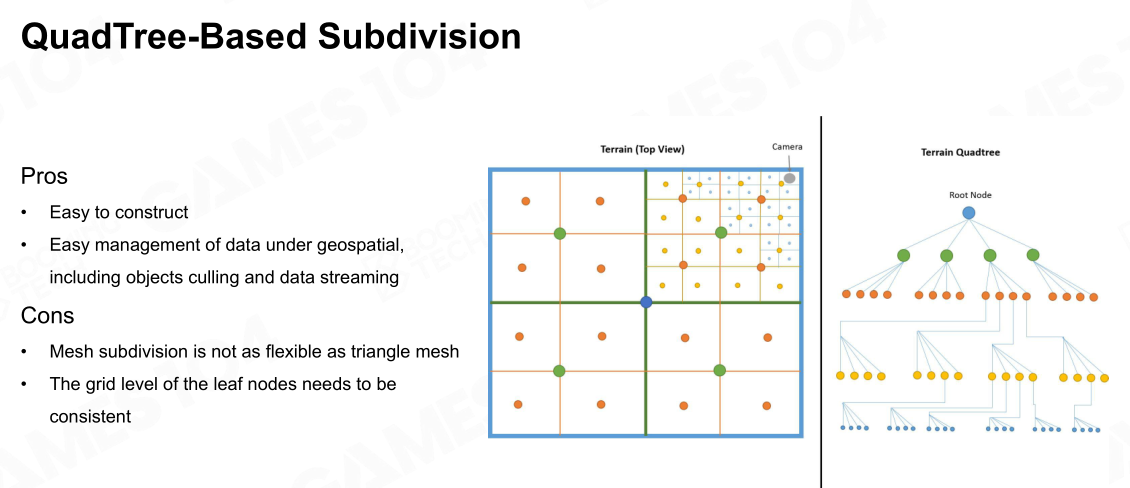 QuadTree-Based Subdivision
Pros
• Easy to construct
• Easy management of data under geospatial,
including objects culling and data streaming
Cons
• Mesh subdivision is not as flexible as triangle mesh
• The grid level of the leaf nodes needs to be
consistent
Terrain (Top View)
Camera
Terrain Quadtree
Root Node
GAMES104